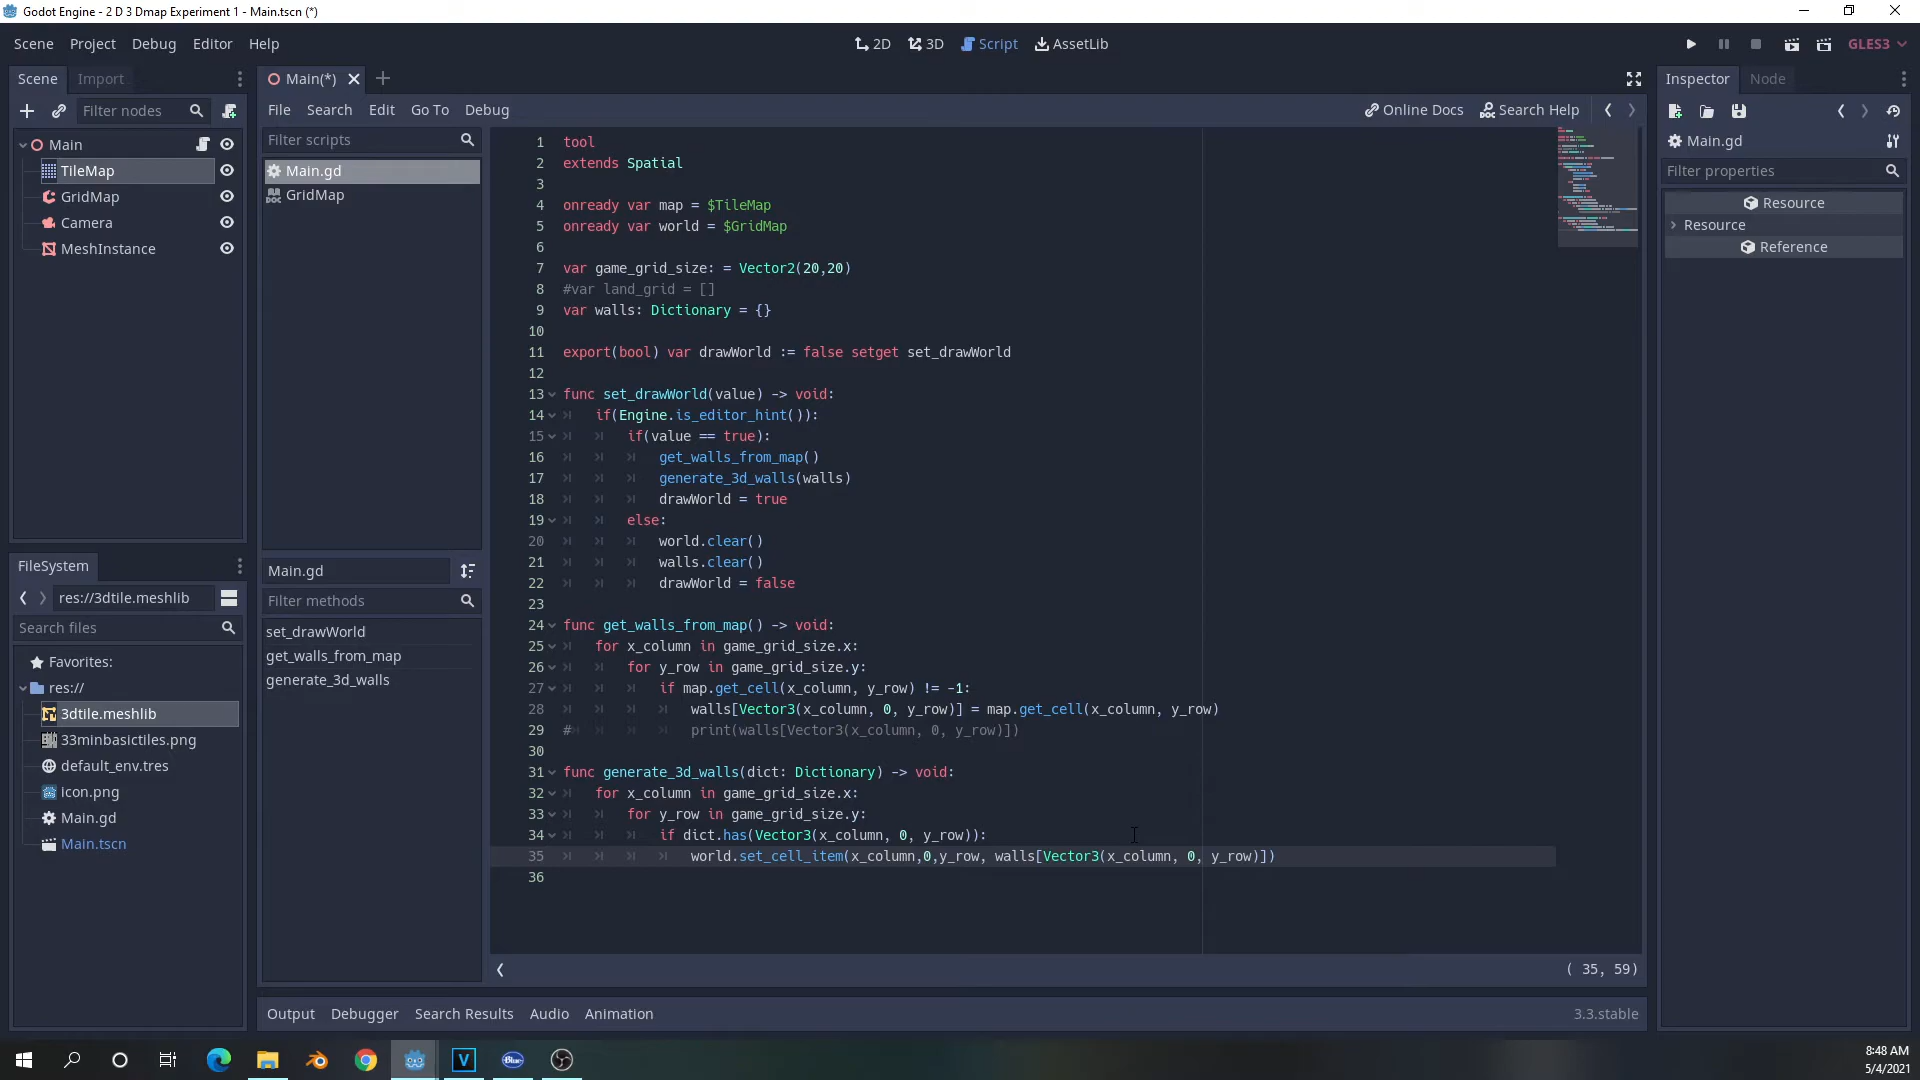 Godot Engine - 2 D 3 Dmap Experiment 1 - Main.tscn (*)
Scene Project Debug Editor Help
2D 3D Script AssetLib
GLES3
Scene Import
Filter nodes
Main
TileMap
GridMap
Camera
MeshInstance
FileSystem
res://3dtile.meshlib
Search files
Favorites:
res://
3dtile.meshlib
33minbasictiles.png
default_env.tres
icon.png
Main.gd
Main.tscn
Main(*)
File Search Edit Go To Debug
Online Docs Search Help
Filter scripts
Main.gd
GridMap
Main.gd
Filter methods
set_drawWorld
get_walls_from_map
generate_3d_walls
1 tool
2 extends Spatial
3
4 onready var map = $TileMap
5 onready var world = $GridMap
6
7 var game_grid_size: = Vector2(20,20)
8 #var land_grid = []
9 var walls: Dictionary = {}
10
11 export(bool) var drawWorld := false setget set_drawWorld
12
13 func set_drawWorld(value) -> void:
14 if(Engine.is_editor_hint()):
15 if(value == true):
16 get_walls_from_map()
17 generate_3d_walls(walls)
18 drawWorld = true
19 else:
20 world.clear()
21 walls.clear()
22 drawWorld = false
23
24 func get_walls_from_map() -> void:
25 for x_column in game_grid_size.x:
26 for y_row in game_grid_size.y:
27 if map.get_cell(x_column, y_row) != -1:
28 walls[Vector3(x_column, 0, y_row)] = map.get_cell(x_column, y_row)
29 # print(walls[Vector3(x_column, 0, y_row)])
30
31 func generate_3d_walls(dict: Dictionary) -> void:
32 for x_column in game_grid_size.x:
33 for y_row in game_grid_size.y:
34 if dict.has(Vector3(x_column, 0, y_row)):
35 world.set_cell_item(x_column,0,y_row, walls[Vector3(x_column, 0, y_row)])
36
( 35, 59)
Output Debugger Search Results Audio Animation
3.3.stable
Inspector Node
Main.gd
Filter properties
Resource
Resource
Reference
V
Blue
8:48 AM
5/4/2021